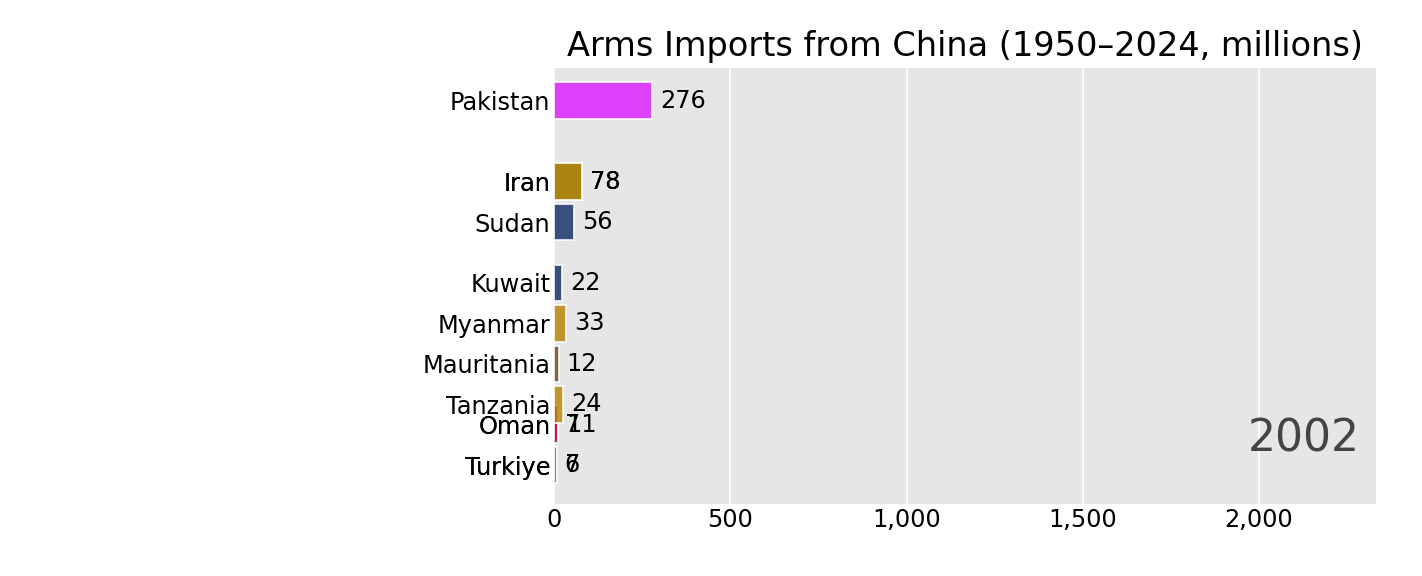 Arms Imports from China (1950–2024, millions)
Pakistan 276
Iran 78
Sudan 56
Kuwait 22
Myanmar 33
Mauritania 12
Tanzania 24
Oman
Turkiye
2002
0 500 1,000 1,500 2,000